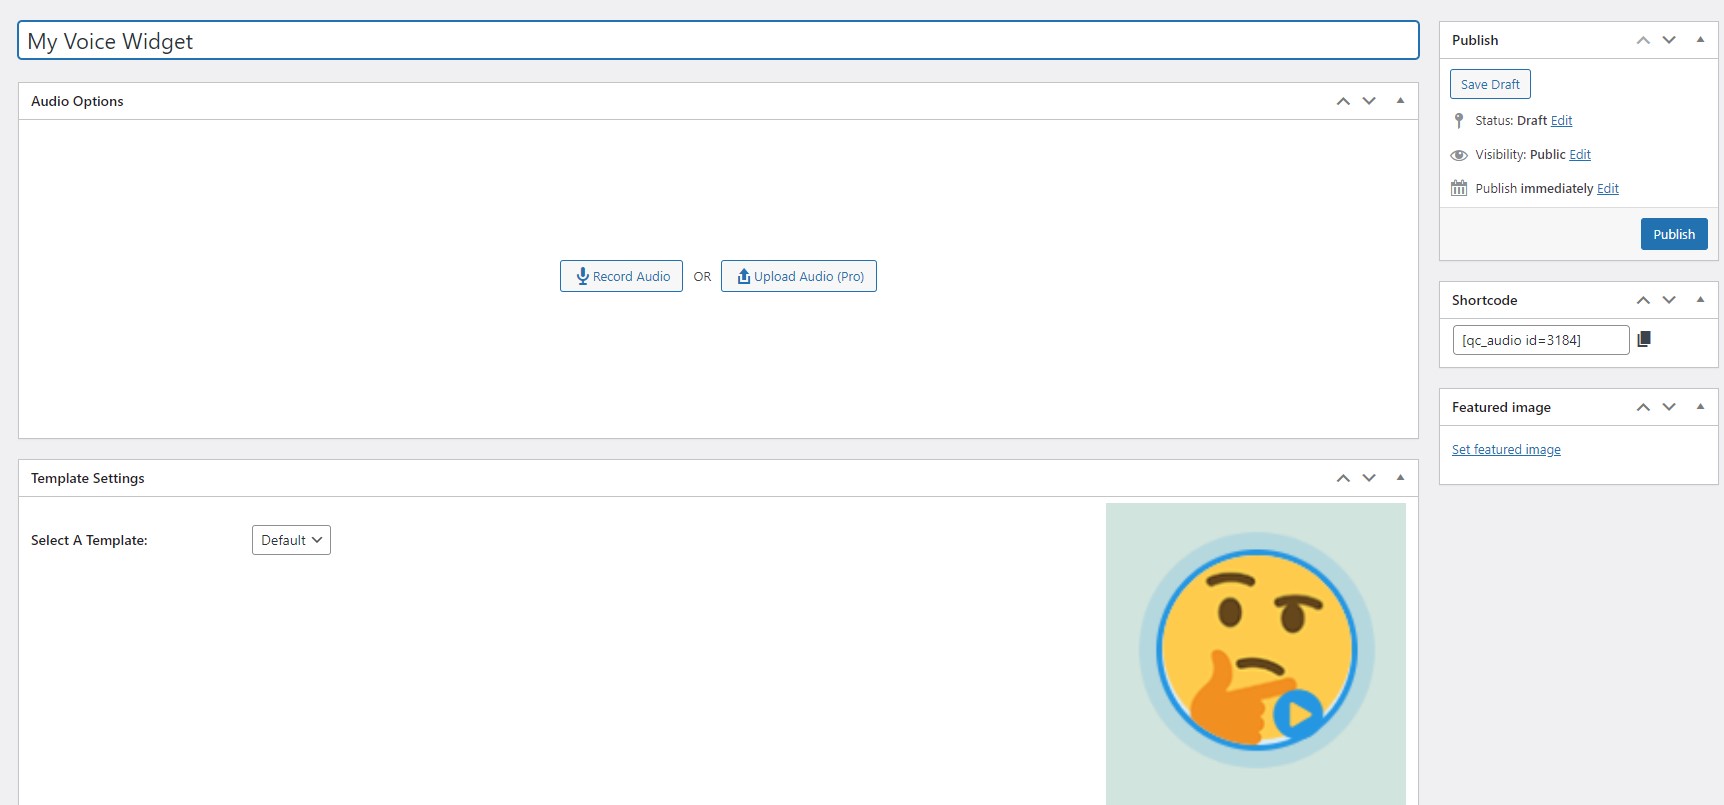 My Voice Widget
Audio Options
Record Audio OR Upload Audio (Pro)
Template Settings
Select A Template: Default
Publish
Save Draft
Status: Draft Edit
Visibility: Public Edit
Publish immediately Edit
Publish
Shortcode
[qc_audio id=3184]
Featured image
Set featured image